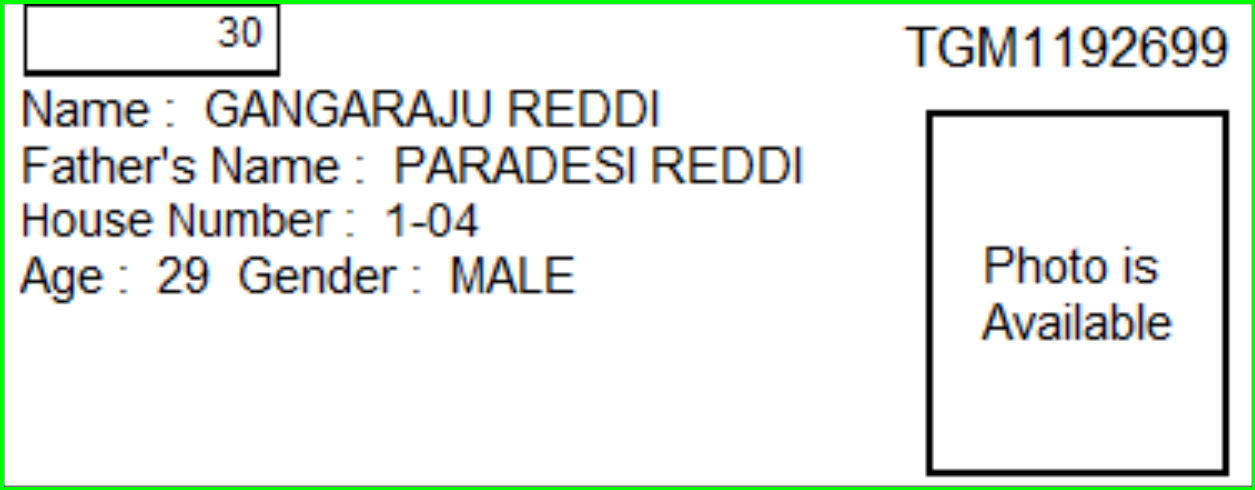 30
TGM1192699
Name : GANGARAJU REDDI
Father's Name : PARADESI REDDI
House Number : 1-04
Age : 29 Gender : MALE
Photo is
Available